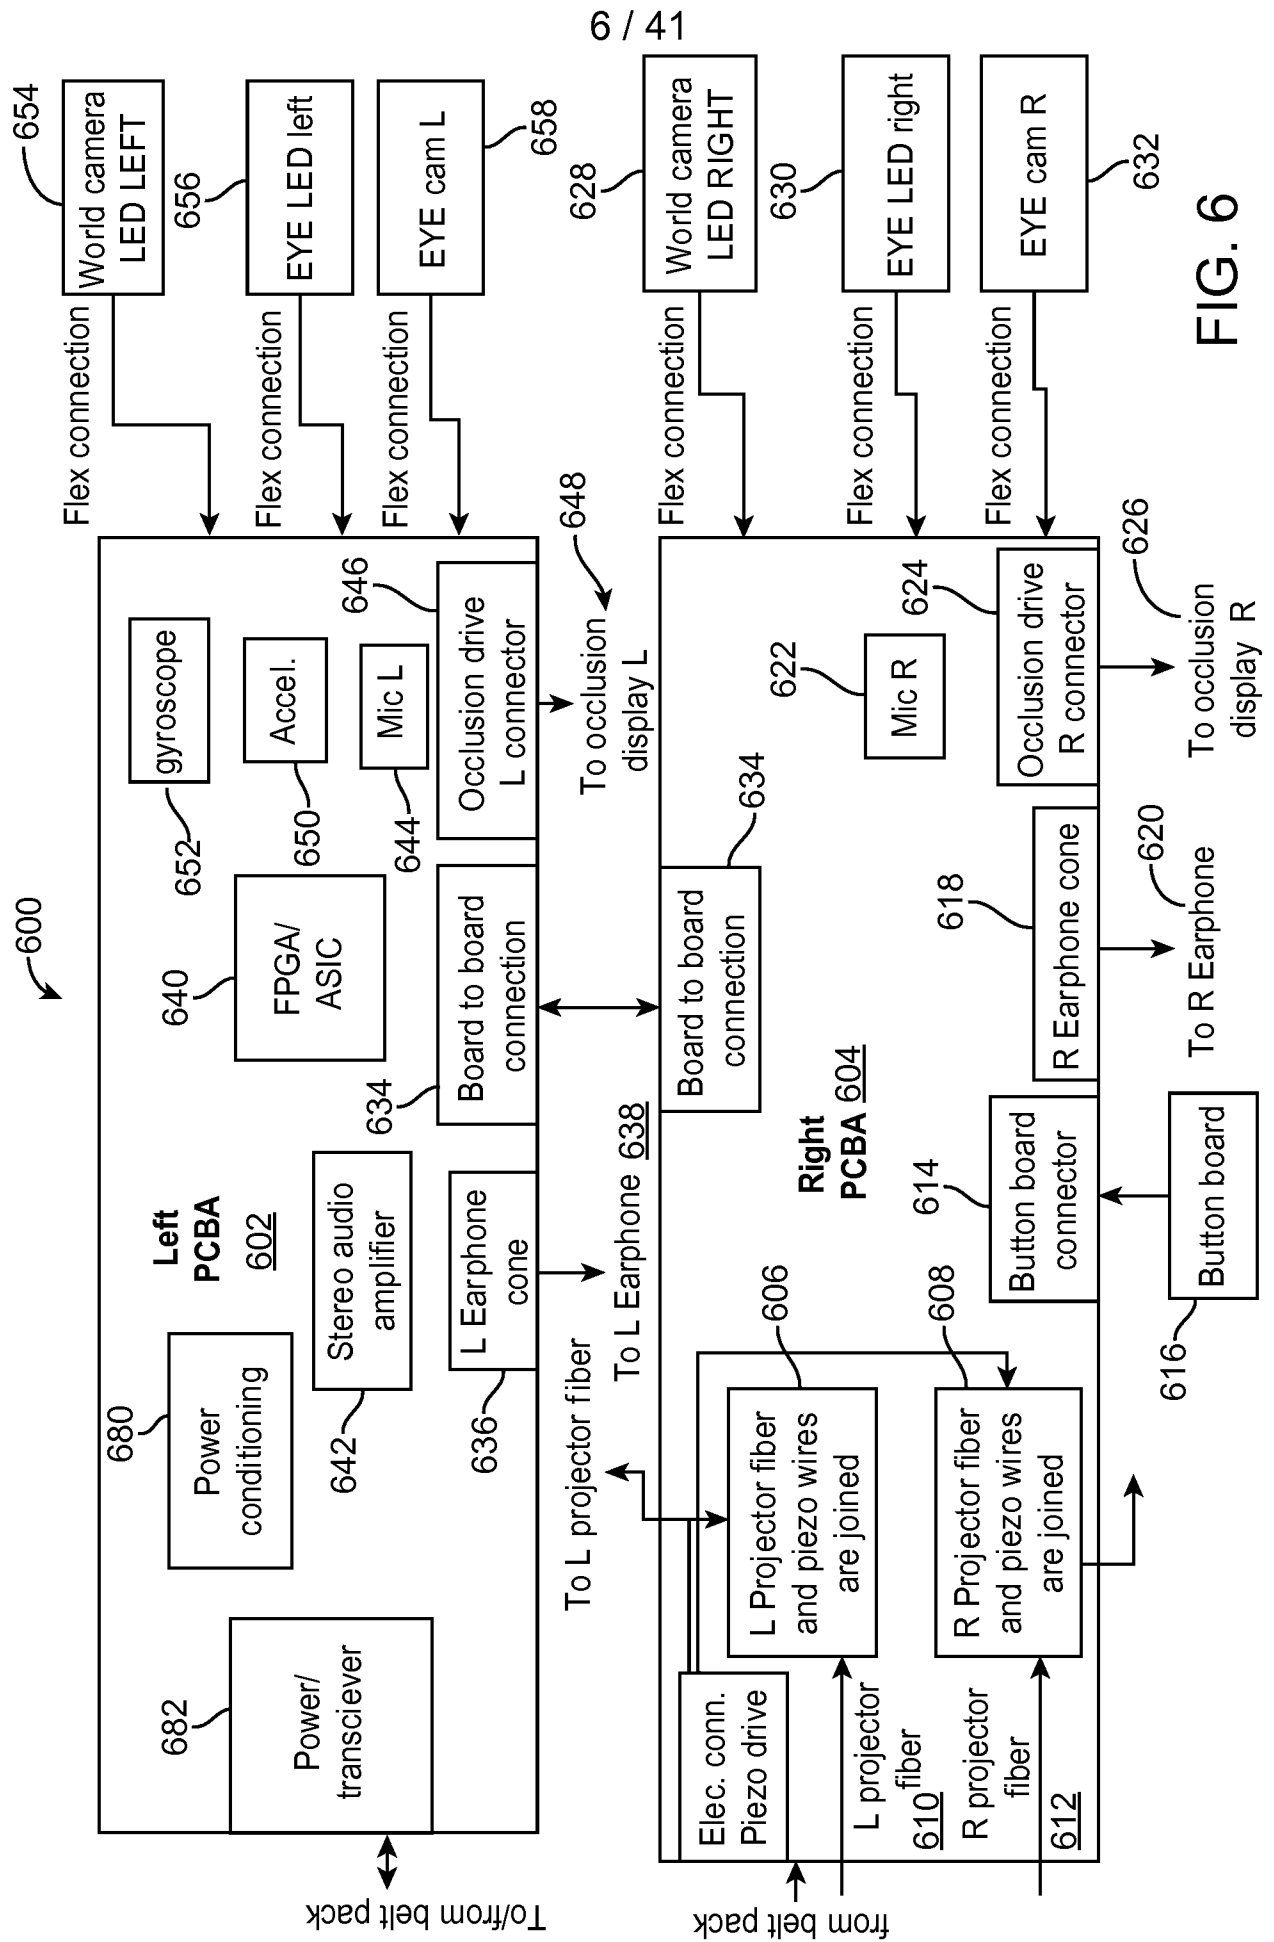 6 / 41
600
654
World camera
LED LEFT
Flex connection
656
EYE LED left
Flex connection
658
EYE cam L
Flex connection
628
World camera
LED RIGHT
Flex connection
630
EYE LED right
Flex connection
632
EYE cam R
Flex connection
682
Power/
transciever
To/from belt pack
680
Power
conditioning
Left
PCBA
602
642
Stereo audio
amplifier
636
L Earphone
cone
640
FPGA/
ASIC
634
Board to board
connection
652
gyroscope
650
Accel.
644
Mic L
646
Occlusion drive
L connector
648
To occlusion
display L
To L projector fiber
To L Earphone 638
634
Board to board
connection
Right
PCBA 604
Elec. conn.
Piezo drive
from belt pack
606
L Projector fiber
and piezo wires
are joined
608
R Projector fiber
and piezo wires
are joined
L projector
fiber
610
R projector
fiber
612
614
Button board
connector
616
Button board
618
R Earphone cone
620
To R Earphone
622
Mic R
624
Occlusion drive
R connector
626
To occlusion
display R
FIG. 6